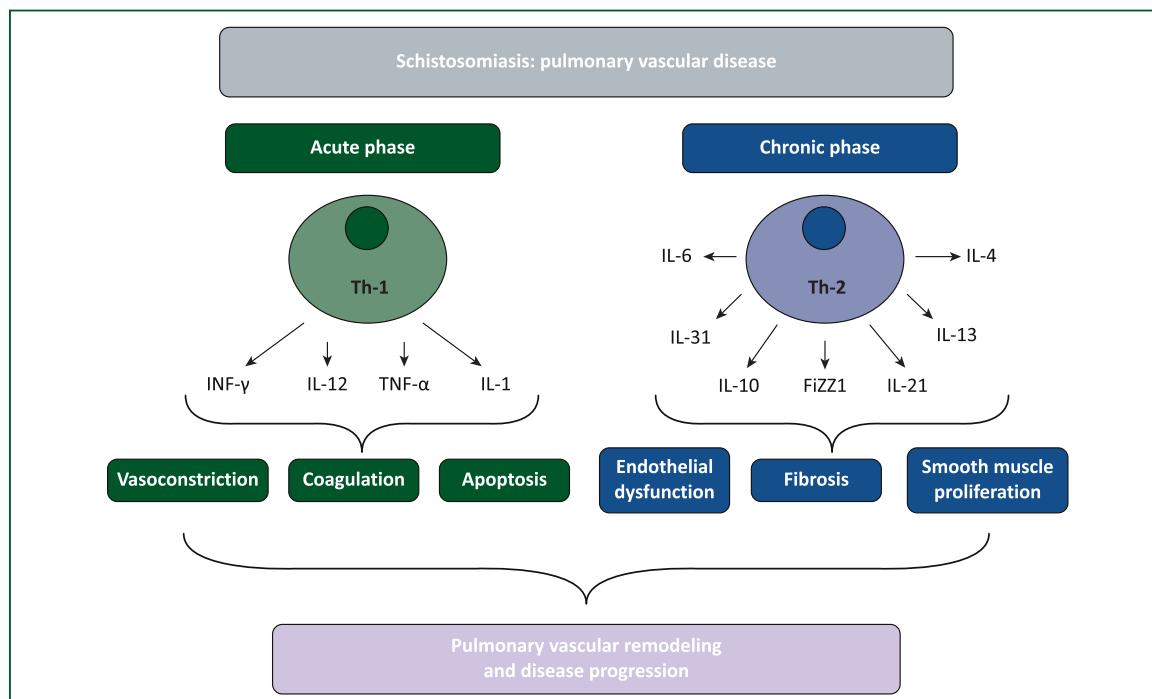 Schistosomiasis: pulmonary vascular disease
Acute phase
Chronic phase
Th-1
Th-2
IL-6
IL-4
IL-31
IL-13
INF-γ
IL-12
TNF-α
IL-1
IL-10
FiZZ1
IL-21
Vasoconstriction
Coagulation
Apoptosis
Endothelial
dysfunction
Fibrosis
Smooth muscle
proliferation
Pulmonary vascular remodeling
and disease progression